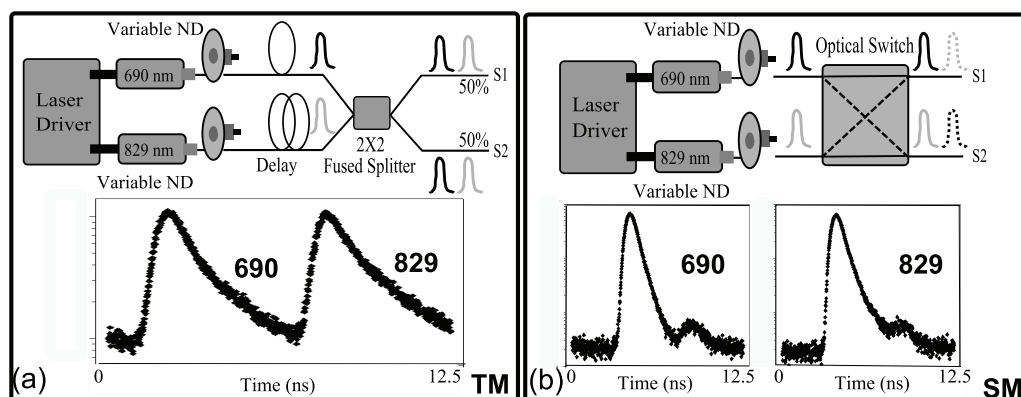 Variable ND
Laser
Driver
690 nm
829 nm
Variable ND
Delay
2X2
Fused Splitter
50%
S1
50%
S2
690
829
0
12.5
Time (ns)
(a)
TM
Variable ND
Optical Switch
Laser
Driver
690 nm
829 nm
Variable ND
S1
S2
690
0
12.5
Time (ns)
829
0
12.5
Time (ns)
(b)
SM